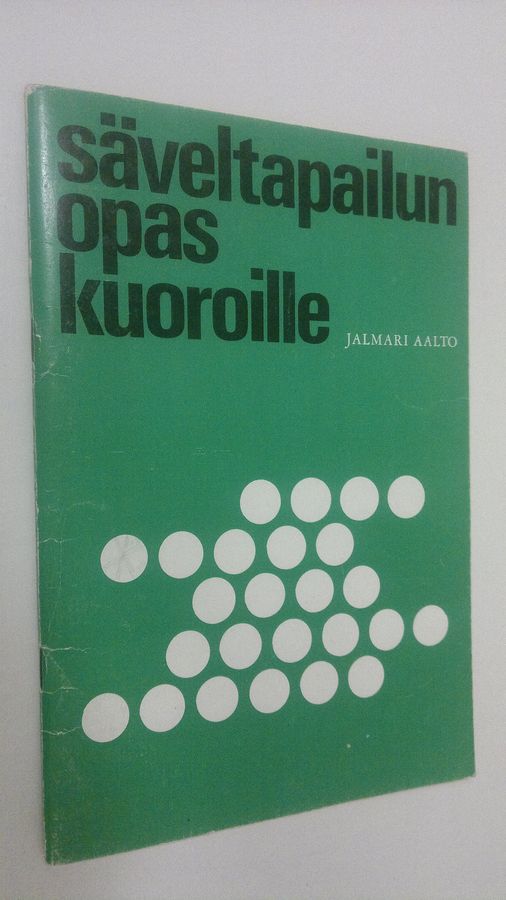 säveltapailun
opas
kuoroille
JALMARI AALTO